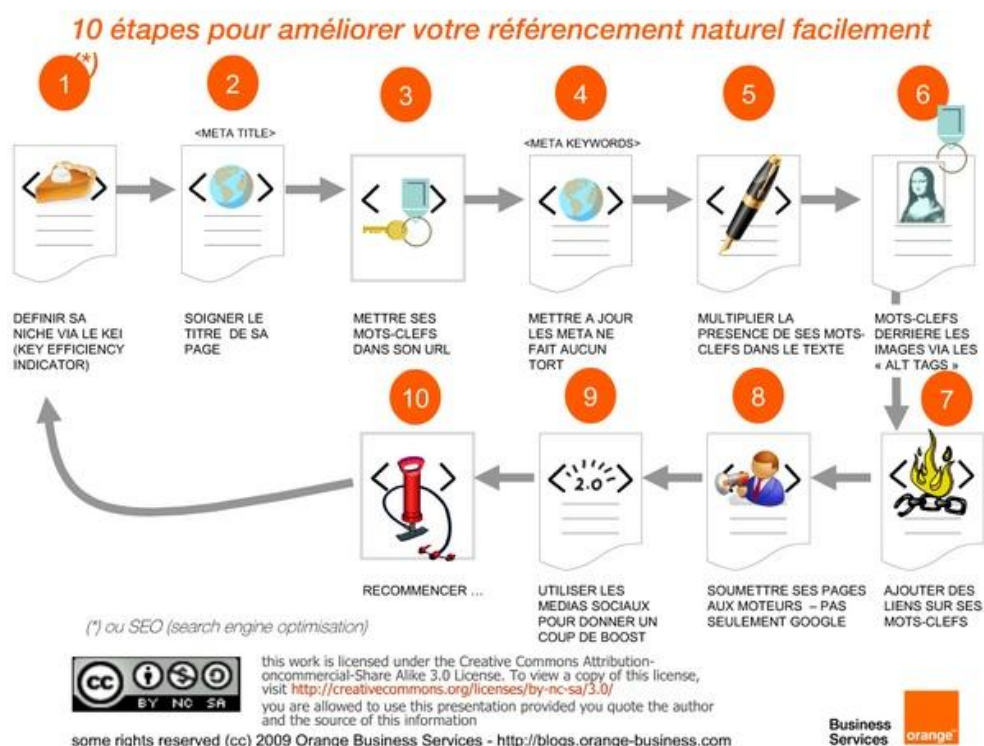 10 étapes pour améliorer votre référencement naturel facilement
(*)
1
2
3
4
5
6
<META TITLE>
<META KEYWORDS>
DEFINIR SA
NICHE VIA LE KEI
(KEY EFFICIENCY
INDICATOR)
SOIGNER LE
TITRE DE SA
PAGE
METTRE SES
MOTS-CLEFS
DANS SON URL
METTRE A JOUR
LES META NE
FAIT AUCUN
TORT
MULTIPLIER LA
PRESENCE DE SES MOTS-
CLEFS DANS LE TEXTE
MOTS-CLEFS
DERRIERE LES
IMAGES VIA LES
« ALT TAGS »
7
8
9
10
2.0
AJOUTER DES
LIENS SUR SES
MOTS-CLEFS
SOUMETTRE SES PAGES
AUX MOTEURS – PAS
SEULEMENT GOOGLE
UTILISER LES
MEDIAS SOCIAUX
POUR DONNER UN
COUP DE BOOST
RECOMMENCER ...
(*) ou SEO (search engine optimisation)
cc
BY NC SA
this work is licensed under the Creative Commons Attribution-
oncommercial-Share Alike 3.0 License. To view a copy of this license,
visit http://creativecommons.org/licenses/by-nc-sa/3.0/
you are allowed to use this presentation provided you quote the author
and the source of this information
some rights reserved (cc) 2009 Orange Business Services - http://blogs.orange-business.com
Business
Services
orange™